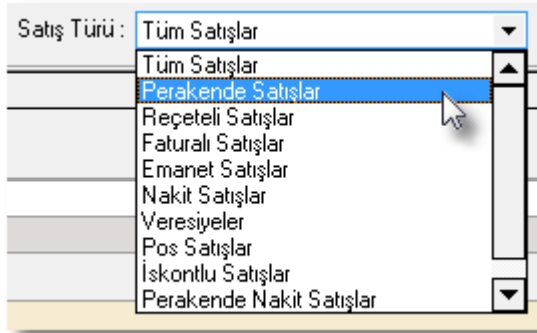 Satış Türü : Tüm Satışlar
Tüm Satışlar
Perakende Satışlar
Reçeteli Satışlar
Faturalı Satışlar
Emanet Satışlar
Nakit Satışlar
Veresiyeler
Pos Satışlar
İskontlu Satışlar
Perakende Nakit Satışlar